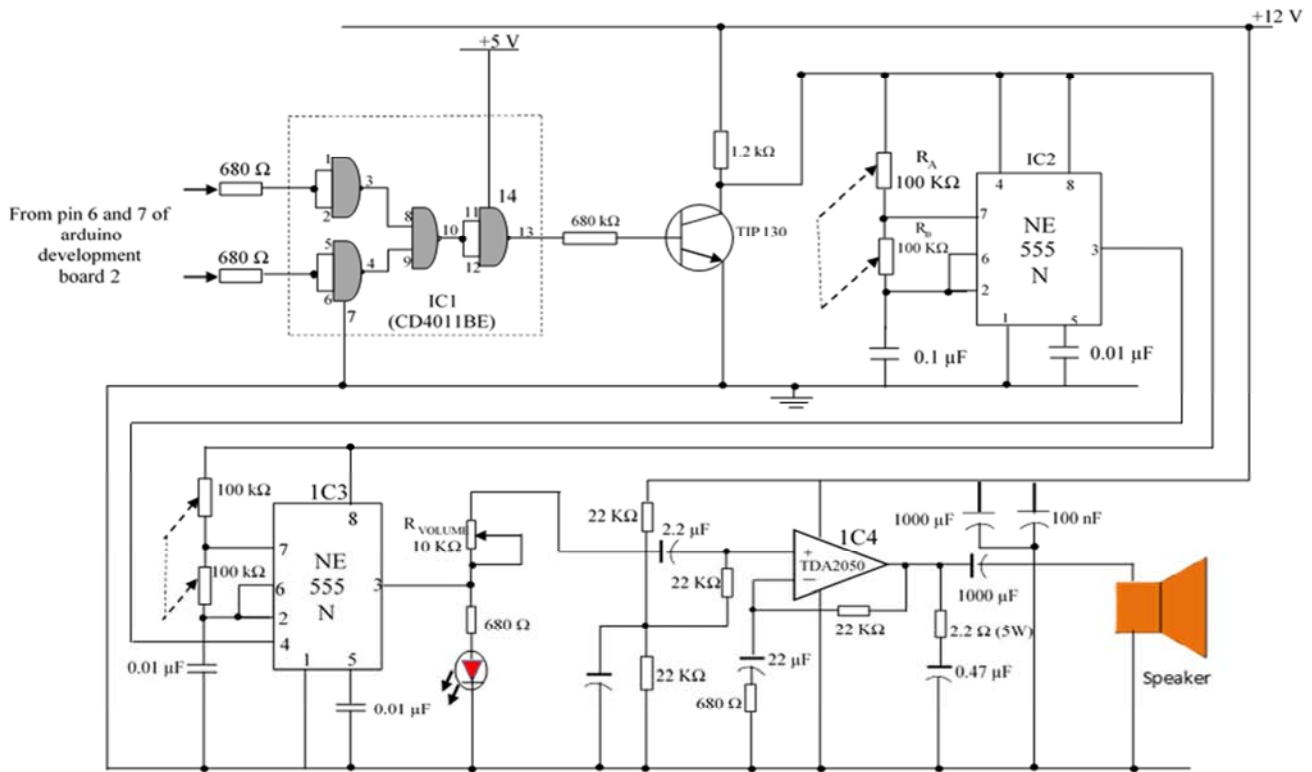 +12 V
+5 V
680 Ω
1
2
3
14
From pin 6 and 7 of
arduino
development
board 2
680 Ω
5
6
4
7
8
9
10
11
12
13
IC1
(CD4011BE)
680 kΩ
1.2 kΩ
TIP 130
R_A
100 KΩ
R_B
100 KΩ
0.1 μF
IC2
4
8
7
NE
555
N
3
6
2
1
5
0.01 μF
100 kΩ
100 kΩ
0.01 μF
1C3
8
7
NE
555
N
6
2
4
3
1
5
0.01 μF
R_VOLUME
10 KΩ
680 Ω
22 KΩ
2.2 μF
22 KΩ
22 KΩ
1C4
+
TDA2050
−
22 KΩ
22 μF
680 Ω
1000 μF
100 nF
1000 μF
2.2 Ω (5W)
0.47 μF
Speaker